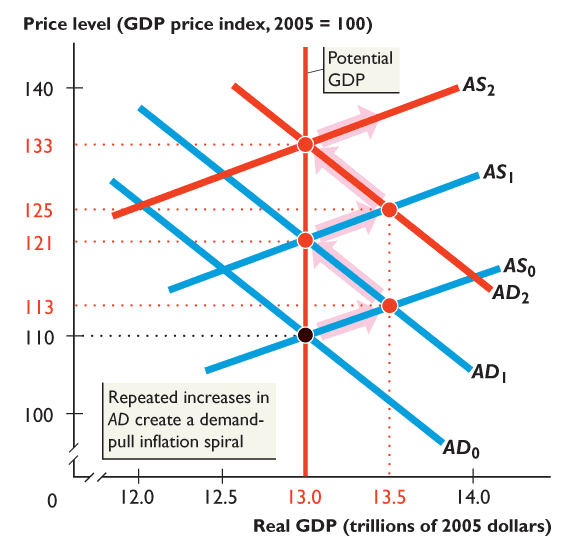 Price level (GDP price index, 2005 = 100)
Potential
GDP
140
AS2
133
AS1
125
121
AS0
AD2
113
110
AD1
Repeated increases in
AD create a demand-
pull inflation spiral
100
AD0
0
12.0 12.5 13.0 13.5 14.0
Real GDP (trillions of 2005 dollars)